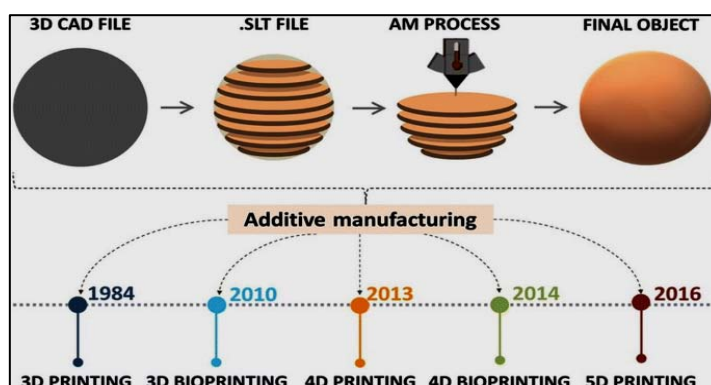 3D CAD FILE .SLT FILE AM PROCESS FINAL OBJECT
Additive manufacturing
1984 2010 2013 2014 2016
3D PRINTING 3D BIOPRINTING 4D PRINTING 4D BIOPRINTING 5D PRINTING